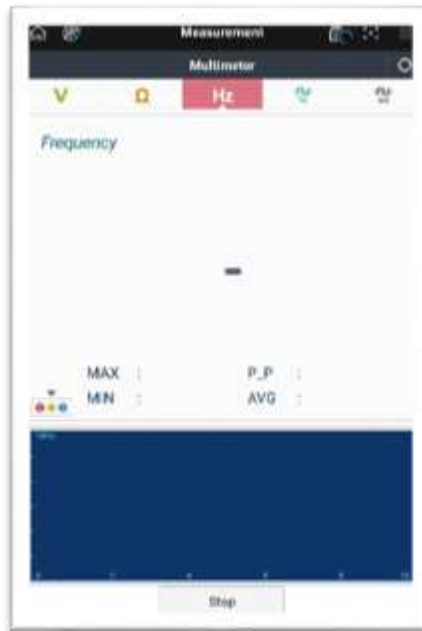 Measurement
Multimeter
V Ω Hz
Frequency
-
MAX : P_P :
MIN : AVG :
Stop